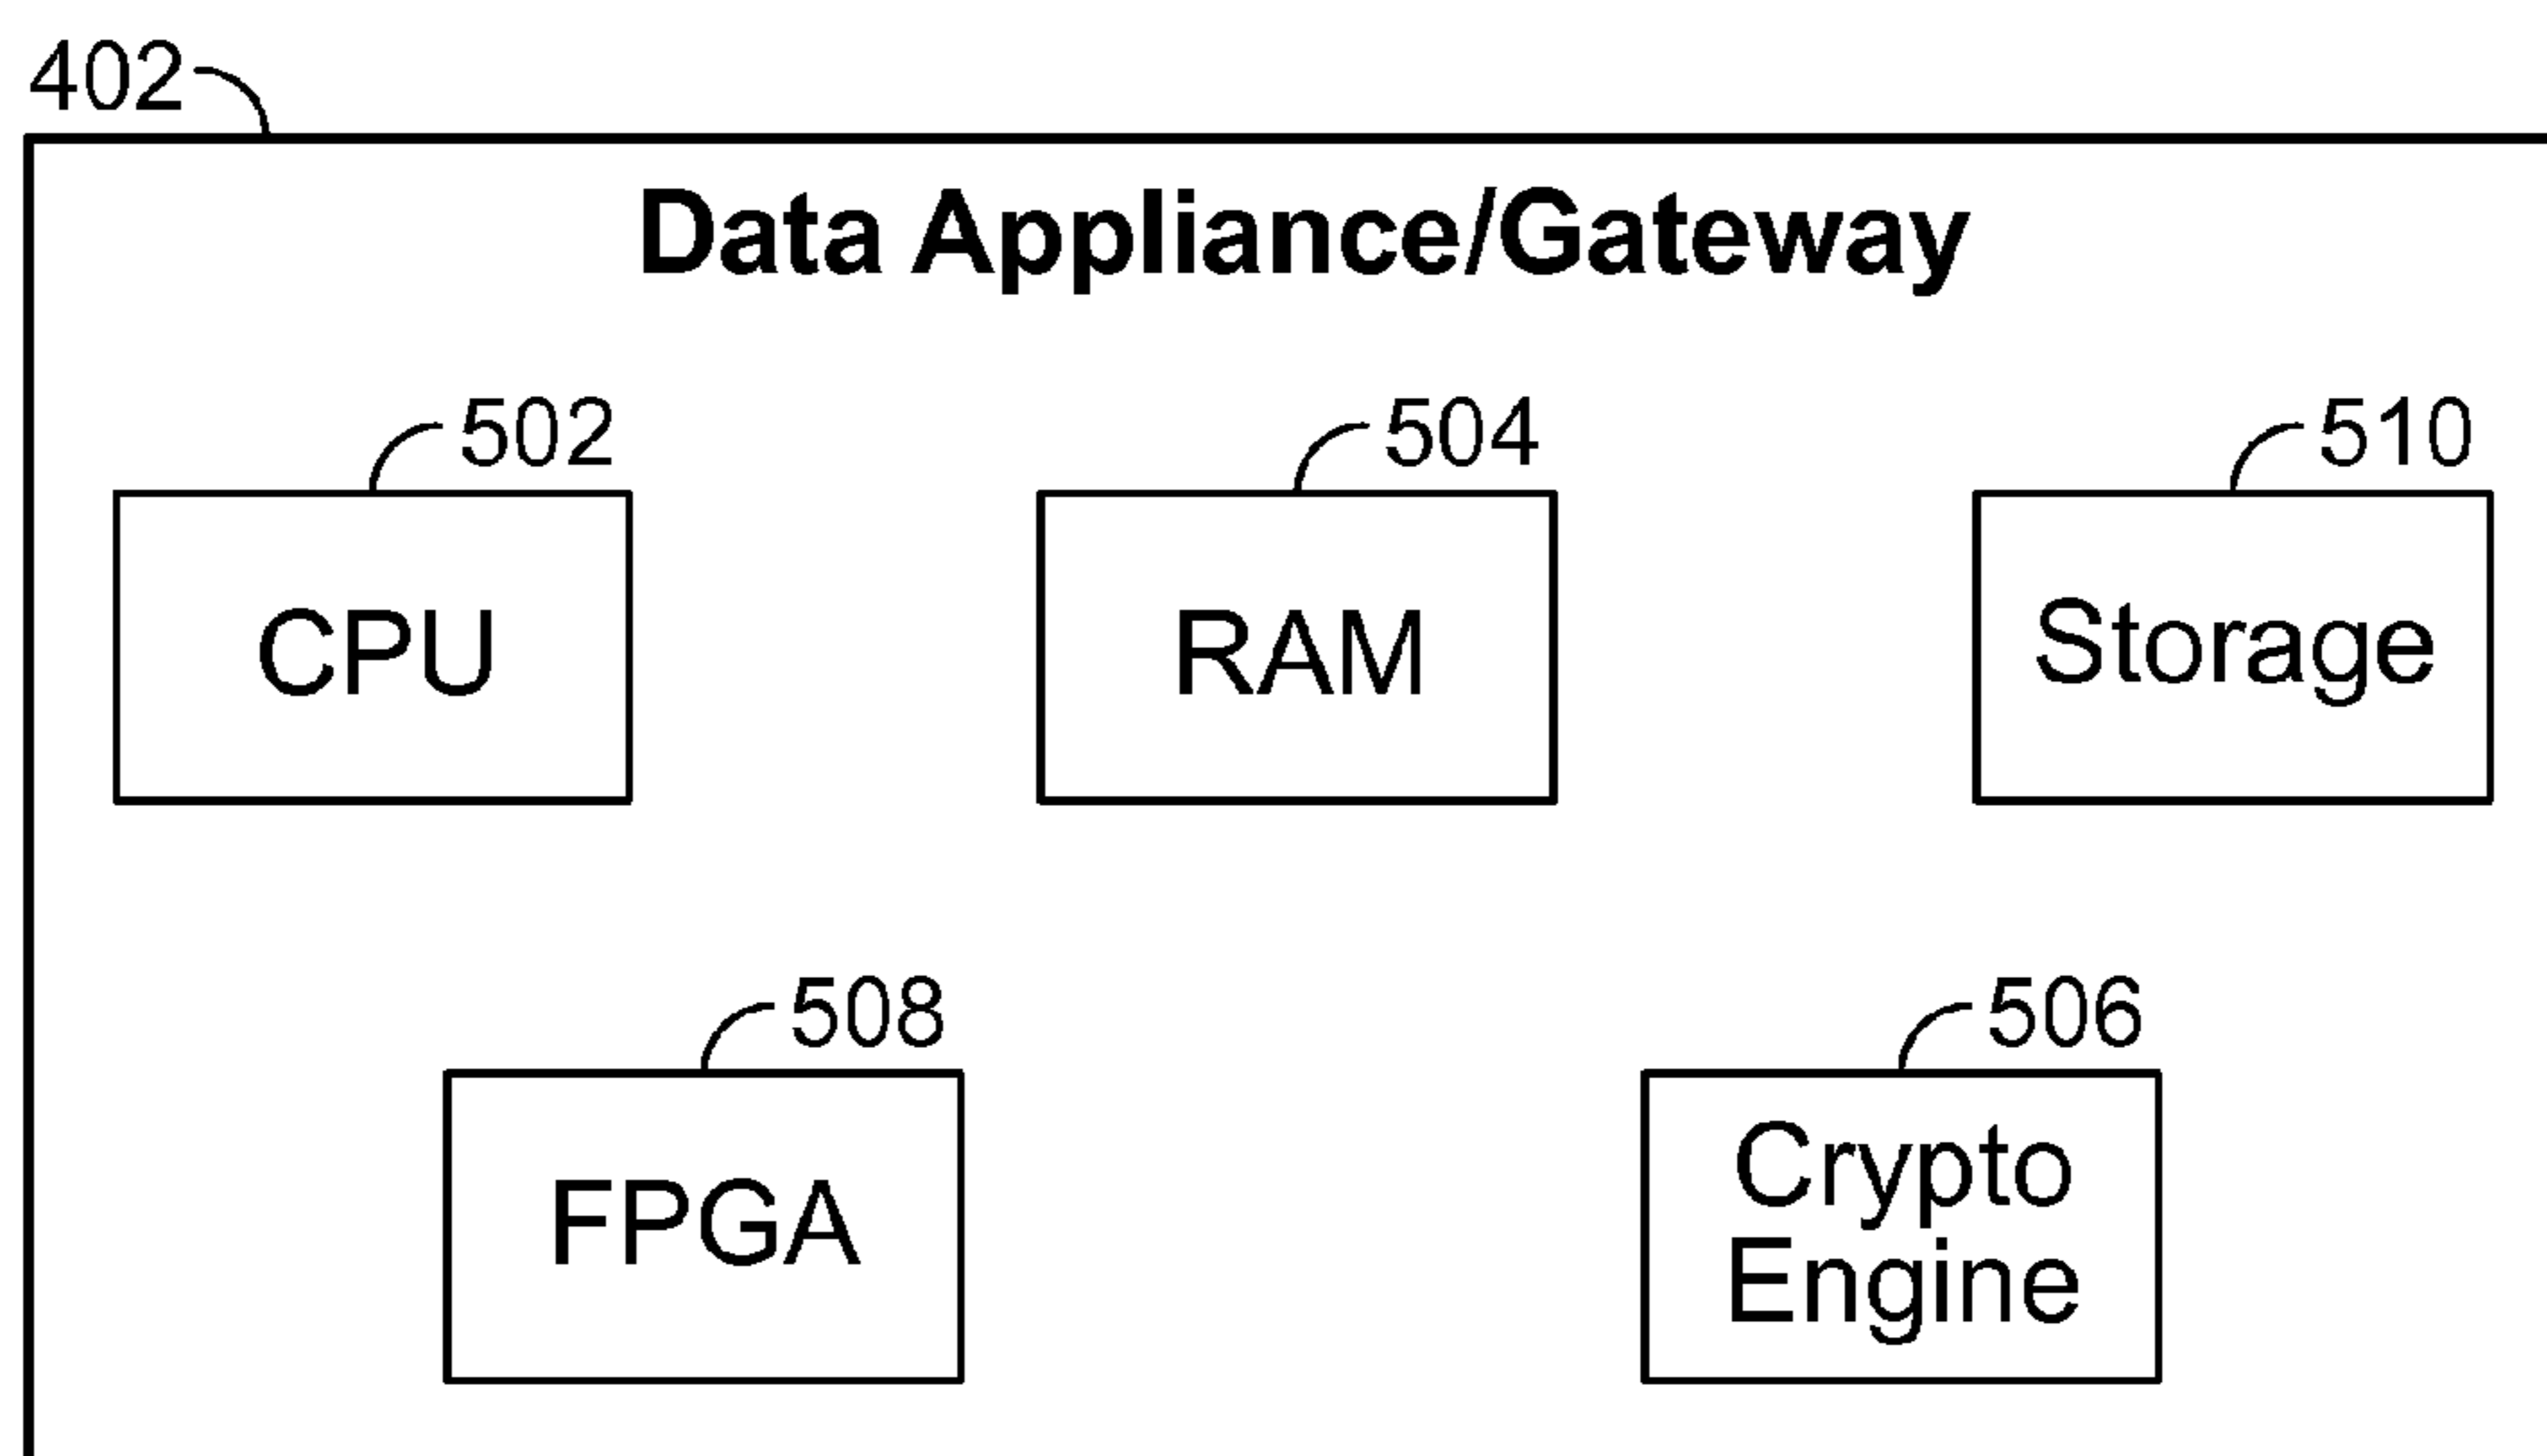 402
Data Appliance/Gateway
502
504
510
CPU
RAM
Storage
508
506
FPGA
Crypto
Engine